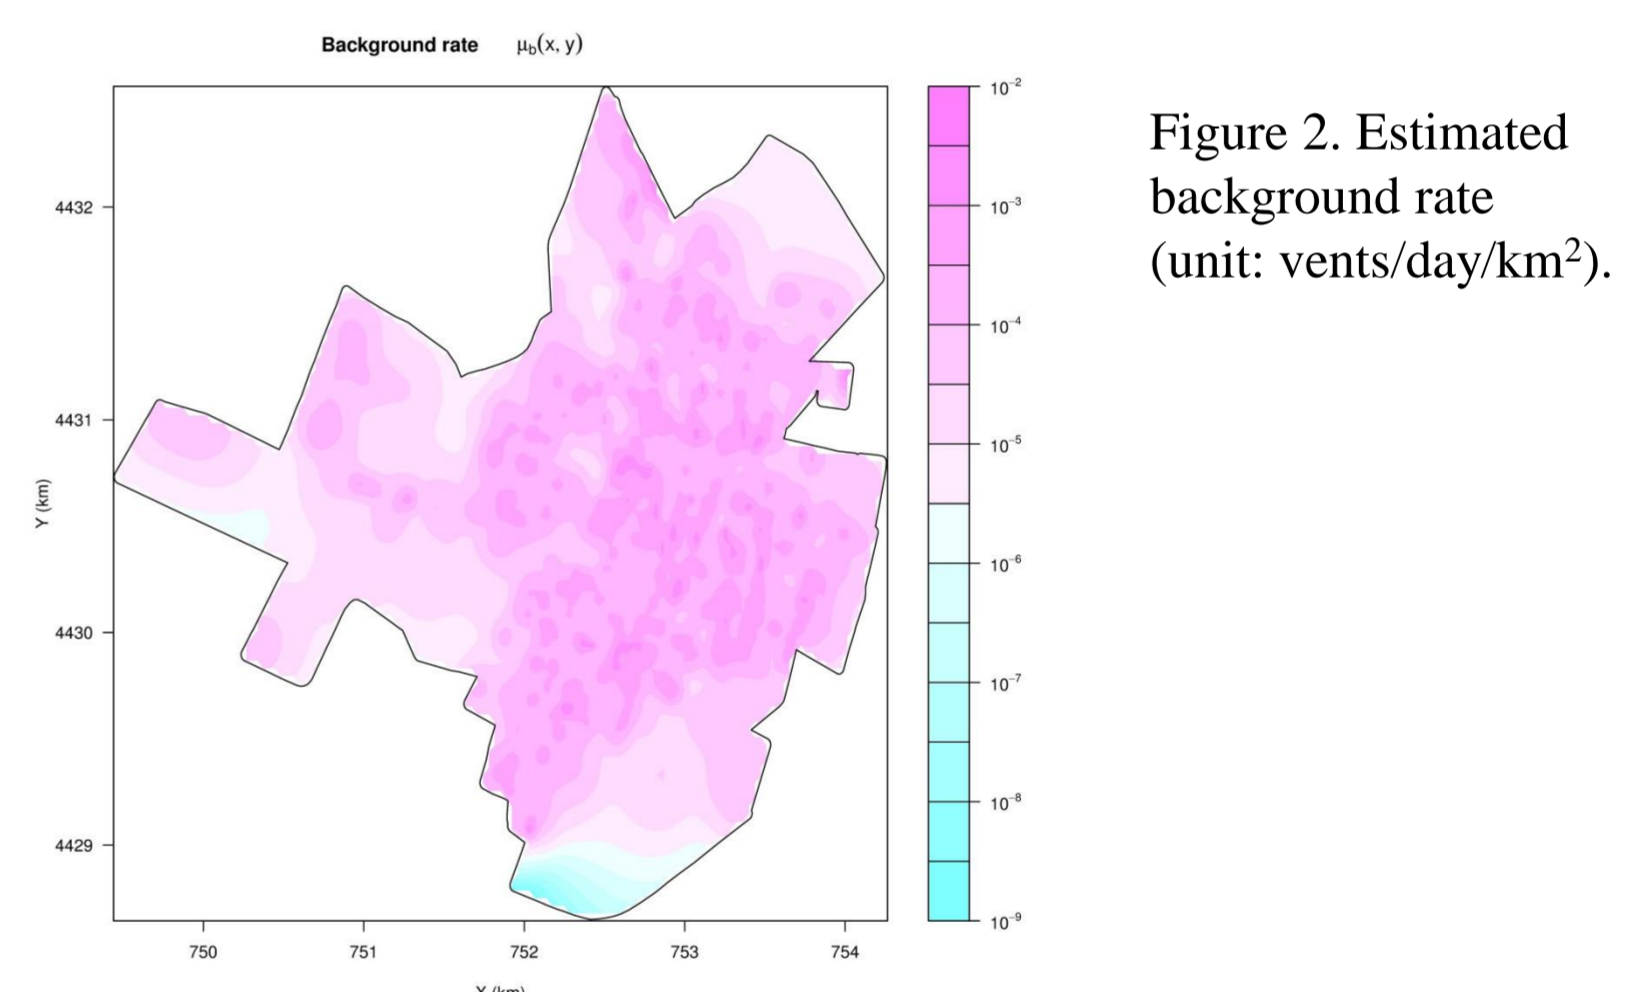 Background rate μb(x, y)
10−2
10−3
10−4
10−5
10−6
10−7
10−8
10−9
4432
4431
4430
4429
Y (km)
750 751 752 753 754
X (km)
Figure 2. Estimated
background rate
(unit: vents/day/km2).